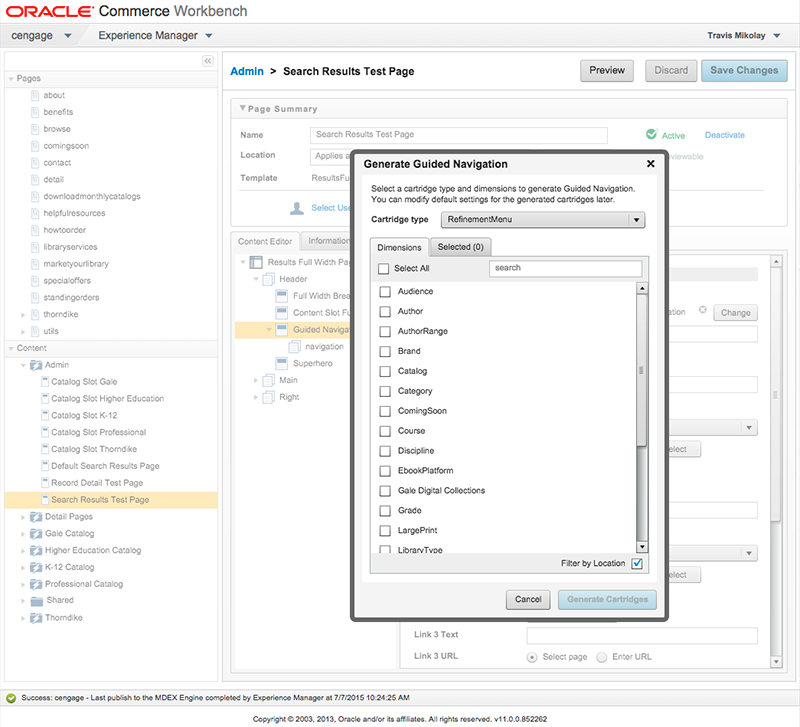 ORACLE Commerce Workbench
cengage Experience Manager Travis Mikolay
Admin > Search Results Test Page Preview Discard Save Changes
Pages
about
benefits
browse
comingsoon
contact
detail
downloadmonthlycatalogs
helpfulresources
howtoorder
libraryservices
marketyourlibrary
specialoffers
standingorders
thorndike
utils
Content
Admin
Catalog Slot Gale
Catalog Slot Higher Education
Catalog Slot K-12
Catalog Slot Professional
Catalog Slot Thorndike
Default Search Results Page
Record Detail Test Page
Search Results Test Page
Detail Pages
Gale Catalog
Higher Education Catalog
K-12 Catalog
Professional Catalog
Shared
Thorndike
Page Summary
Name Search Results Test Page Active Deactivate
Location Applies a
Template ResultsFu
Select Use
Content Editor Information
Results Full Width Pa
Header
Full Width Brea
Content Slot Fu
Guided Navigat
navigation
Superhero
Main
Right
Generate Guided Navigation
Select a cartridge type and dimensions to generate Guided Navigation.
You can modify default settings for the generated cartridges later.
Cartridge type RefinementMenu
Dimensions Selected (0)
Select All search
Audience
Author
AuthorRange
Brand
Catalog
Category
ComingSoon
Course
Discipline
EbookPlatform
Gale Digital Collections
Grade
LargePrint
LibraryType
Filter by Location
Cancel Generate Cartridges
ation Change
elect
elect
Link 3 Text
Link 3 URL Select page Enter URL
Success: cengage - Last publish to the MDEX Engine completed by Experience Manager at 7/7/2015 10:24:25 AM
Copyright © 2003, 2013, Oracle and/or its affiliates. All rights reserved. v11.0.0.852262